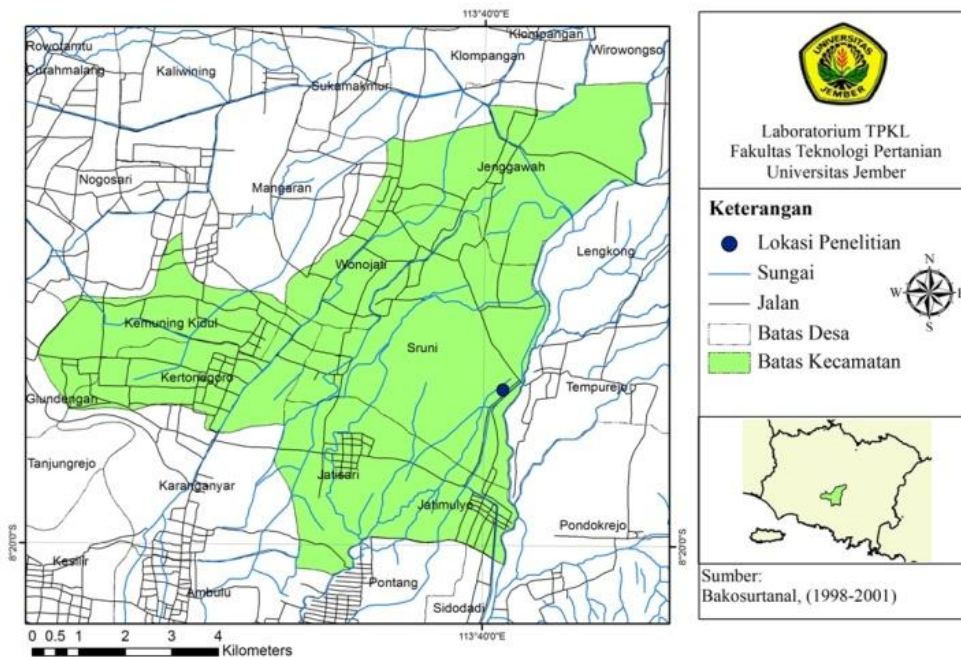 113°40'0"E
Klompangan
Rowotamtu
Klompangan
Wirowongso
Curahmalang
Kaliwining
Sukamakmur
Jenggawah
Nogosari
Mangaran
Lengkong
Wonojati
Kemuning Kidul
Sruni
Kertonegoro
Tempurejo
Glundengan
Tanjungrejo
Jatisari
Karanganyar
Jatimulyo
Pondokrejo
8°20'0"S
8°20'0"S
Kesilir
Pontang
Ambulu
Sidodadi
113°40'0"E
0 0.5 1 2 3 4
Kilometers
UNIVERSITAS
JEMBER
Laboratorium TPKL
Fakultas Teknologi Pertanian
Universitas Jember
Keterangan
Lokasi Penelitian
Sungai
Jalan
Batas Desa
Batas Kecamatan
N
W E
S
Sumber:
Bakosurtanal, (1998-2001)